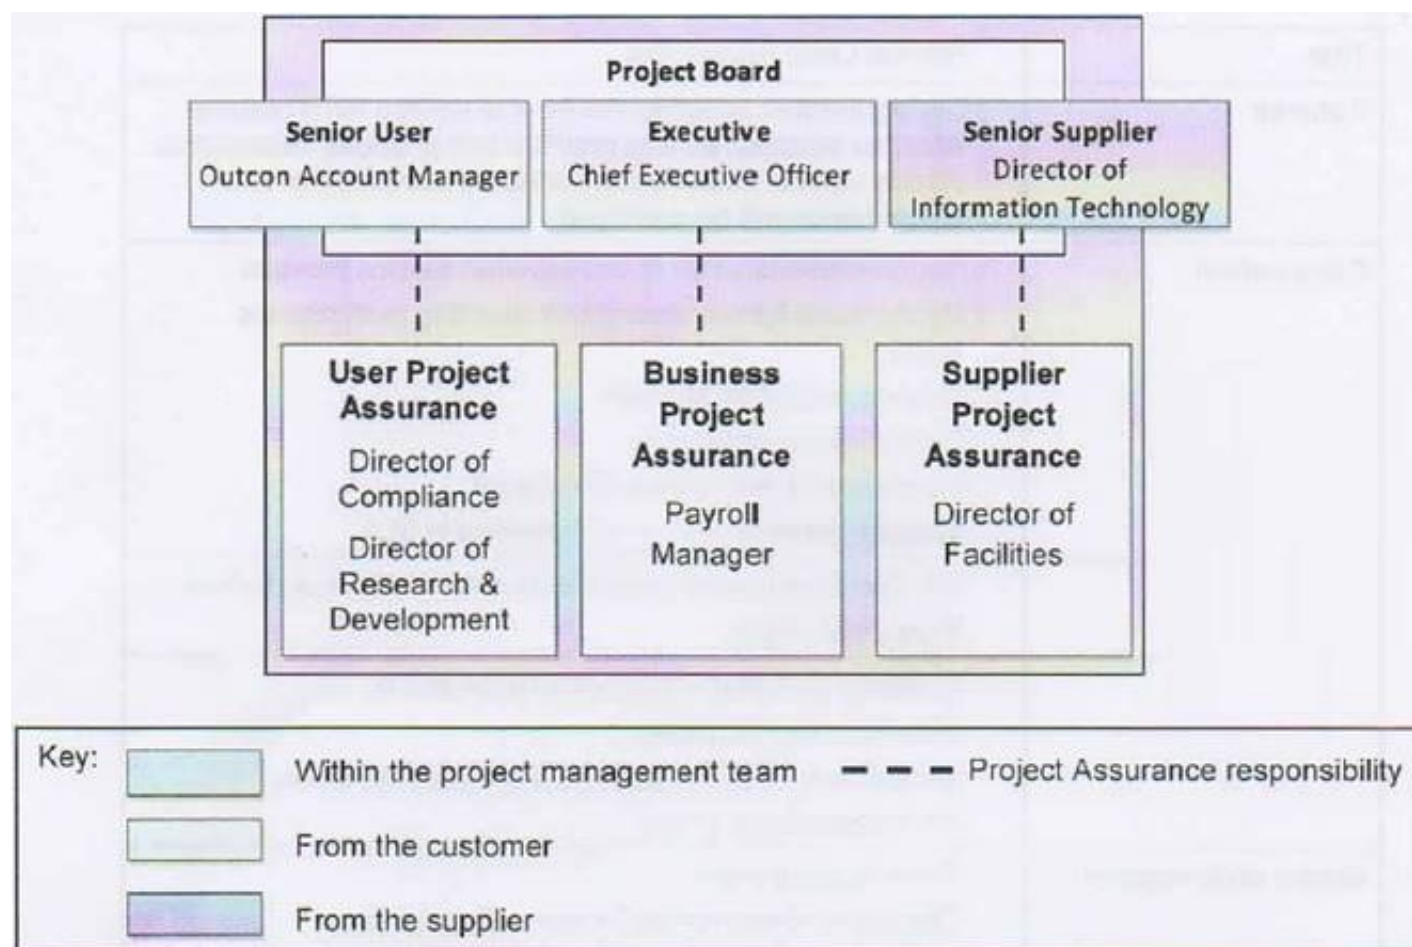 Project Board
Senior User
Outcon Account Manager
Executive
Chief Executive Officer
Senior Supplier
Director of
Information Technology
User Project
Assurance
Director of
Compliance
Director of
Research &
Development
Business
Project
Assurance
Payroll
Manager
Supplier
Project
Assurance
Director of
Facilities
Key:
Within the project management team
Project Assurance responsibility
From the customer
From the supplier